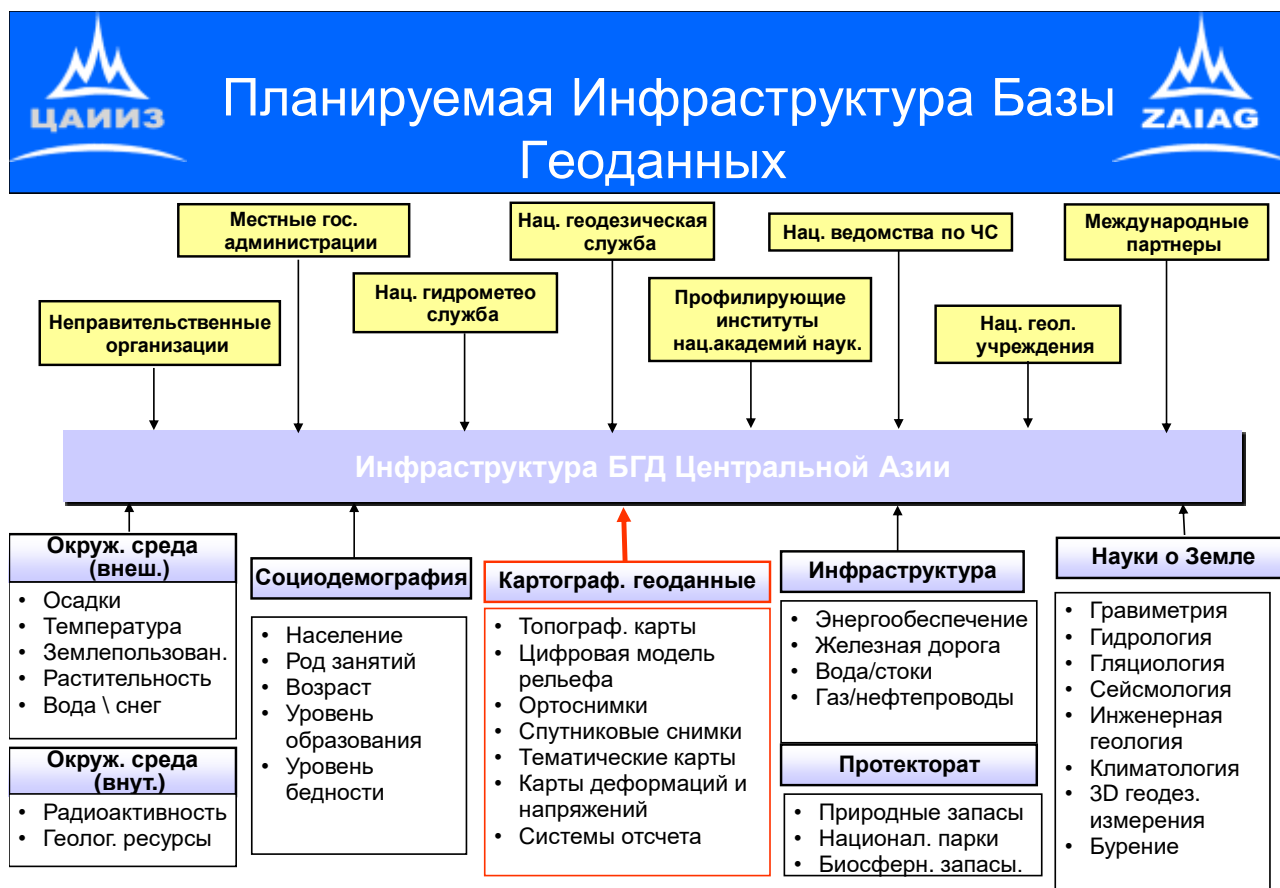 ЦАИИЗ
Планируемая Инфраструктура Базы
Геоданных
ZAIAG
Местные гос.
администрации
Нац. геодезическая
служба
Нац. ведомства по ЧС
Международные
партнеры
Неправительственные
организации
Нац. гидрометео
служба
Профилирующие
институты
нац.академий наук.
Нац. геол.
учреждения
Инфраструктура БГД Центральной Азии
Окруж. среда
(внеш.)
• Осадки
• Температура
• Землепользован.
• Растительность
• Вода \ снег
Окруж. среда
(внут.)
• Радиоактивность
• Геолог. ресурсы
Социодемография
• Население
• Род занятий
• Возраст
• Уровень
образования
• Уровень
бедности
Картограф. геоданные
• Топограф. карты
• Цифровая модель
рельефа
• Ортоснимки
• Спутниковые снимки
• Тематические карты
• Карты деформаций и
напряжений
• Системы отсчета
Инфраструктура
• Энергообеспечение
• Железная дорога
• Вода/стоки
• Газ/нефтепроводы
Протекторат
• Природные запасы
• Национал. парки
• Биосферн. запасы.
Науки о Земле
• Гравиметрия
• Гидрология
• Гляциология
• Сейсмология
• Инженерная
геология
• Климатология
• 3D геодез.
измерения
• Бурение